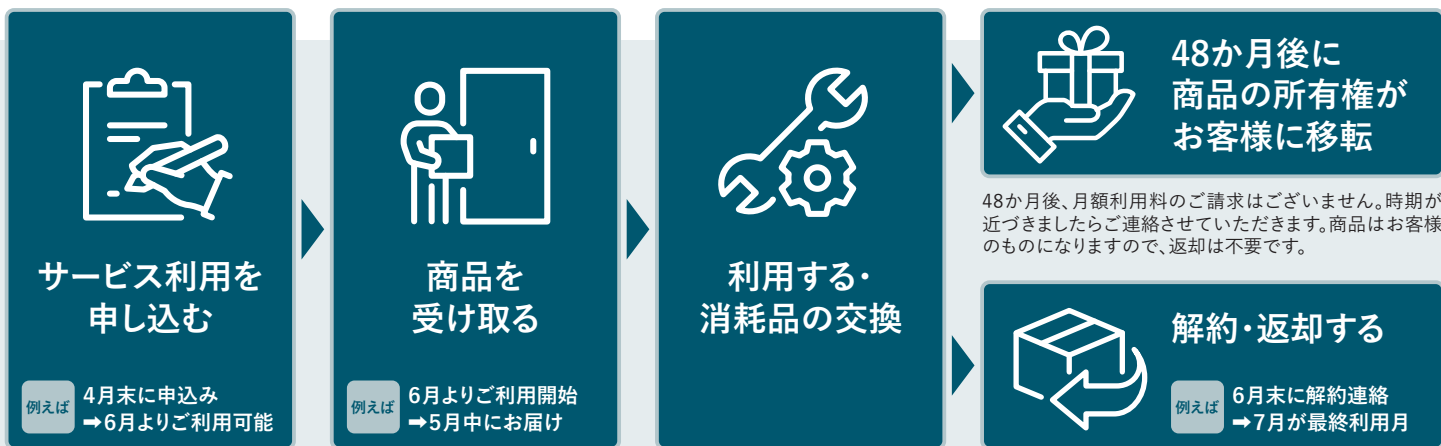 サービス利用を
申し込む
例えば
4月末に申込み
➡6月よりご利用可能
商品を
受け取る
例えば
6月よりご利用開始
➡5月中にお届け
利用する・
消耗品の交換
48か月後に
商品の所有権が
お客様に移転
48か月後、月額利用料のご請求はございません。時期が
近づきましたらご連絡させていただきます。商品はお客様
のものになりますので、返却は不要です。
解約・返却する
例えば
6月末に解約連絡
➡7月が最終利用月